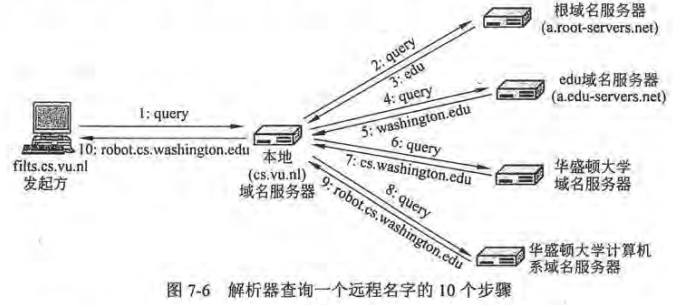 根域名服务器
(a.root-servers.net)
2: query
3: edu
edu域名服务器
(a.edu-servers.net)
4: query
5: washington.edu
1: query
10: robot.cs.washington.edu
filts.cs.vu.nl
发起方
本地
(cs.vu.nl)
域名服务器
6: query
7: cs.washington.edu
华盛顿大学
域名服务器
8: query
9: robot.cs.washington.edu
华盛顿大学计算机
系域名服务器
图 7-6 解析器查询一个远程名字的 10 个步骤